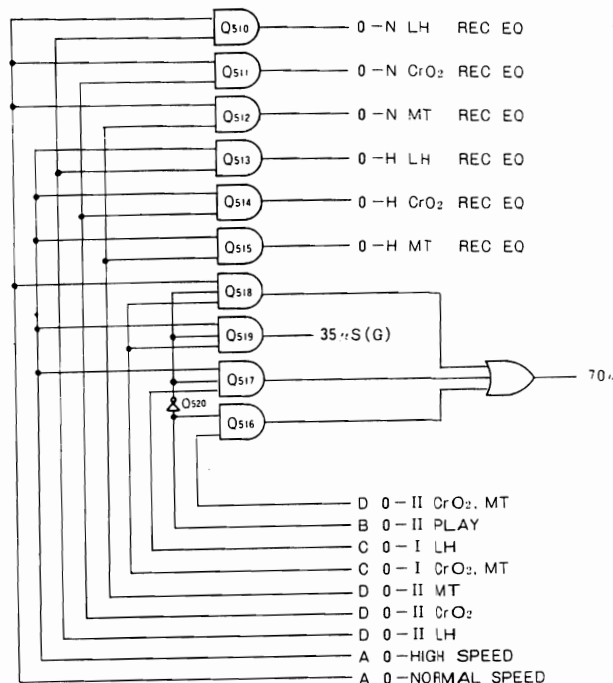 Q510 0-N LH REC EQ
Q511 0-N CrO2 REC EQ
Q512 0-N MT REC EQ
Q513 0-H LH REC EQ
Q514 0-H CrO2 REC EQ
Q515 0-H MT REC EQ
Q518
Q519 35μS(G)
Q517 70μ
Q520
Q516
D 0-II CrO2, MT
B 0-II PLAY
C 0-I LH
C 0-I CrO2, MT
D 0-II MT
D 0-II CrO2
D 0-II LH
A 0-HIGH SPEED
A 0-NORMAL SPEED